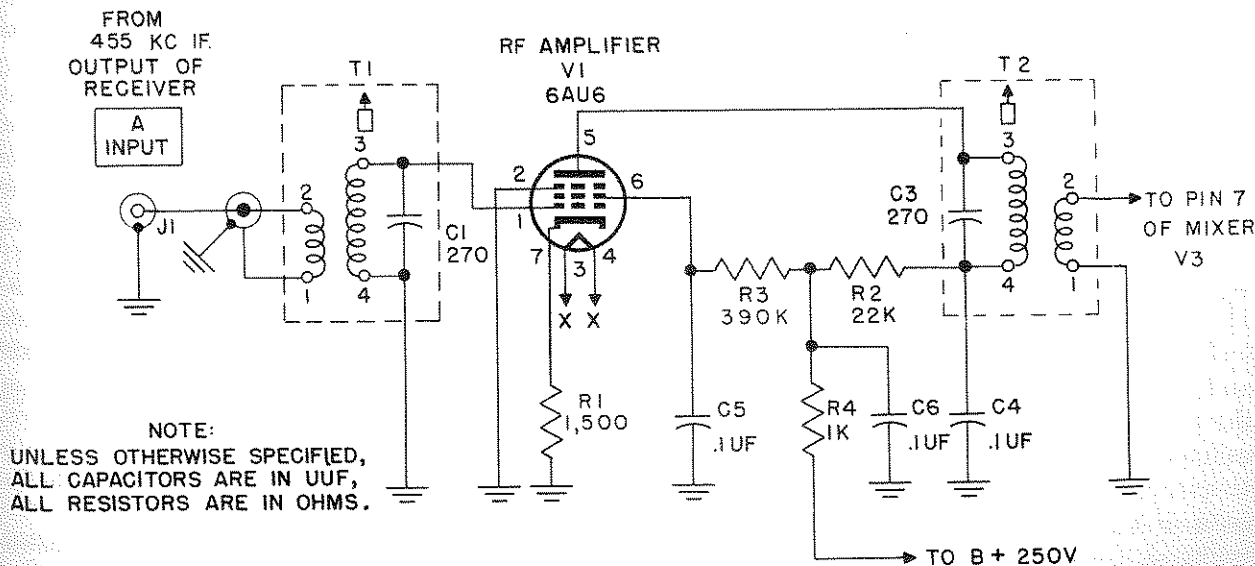 FROM
455 KC IF
OUTPUT OF
RECEIVER
A
INPUT
J1
T1
3
2
1
4
C1
270
RF AMPLIFIER
V1
6AU6
5
2
6
1
7
3
4
X X
R1
1,500
C5
.1UF
R3
390K
R2
22K
R4
1K
C6
.1UF
C4
.1UF
T2
3
C3
270
2
4
1
TO PIN 7
OF MIXER
V3
TO B + 250V
NOTE:
UNLESS OTHERWISE SPECIFIED,
ALL CAPACITORS ARE IN UUF,
ALL RESISTORS ARE IN OHMS.